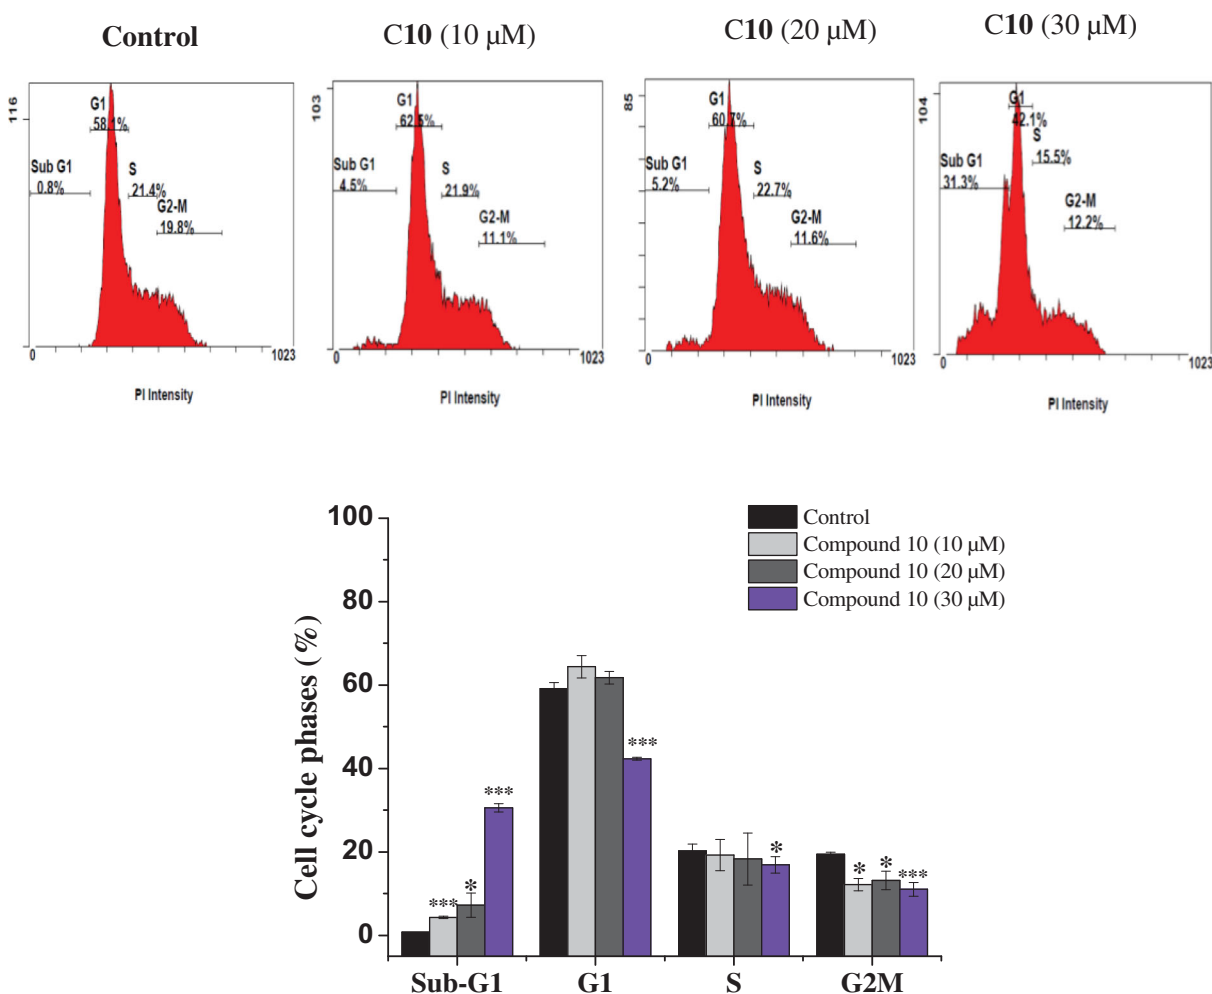 Control
C10 (10 µM)
C10 (20 µM)
C10 (30 µM)
116
G1
58.1%
Sub G1
0.8%
S
21.4%
G2-M
19.8%
0
1023
PI Intensity
103
G1
62.5%
Sub G1
4.5%
S
21.9%
G2-M
11.1%
0
1023
PI Intensity
85
G1
60.7%
Sub G1
5.2%
S
22.7%
G2-M
11.6%
0
1023
PI Intensity
104
G1
42.1%
S
15.5%
Sub G1
31.3%
G2-M
12.2%
0
1023
PI Intensity
Cell cycle phases (%)
100
80
60
40
20
0
Control
Compound 10 (10 µM)
Compound 10 (20 µM)
Compound 10 (30 µM)
***
*
***
***
*
*
*
***
Sub-G1
G1
S
G2M